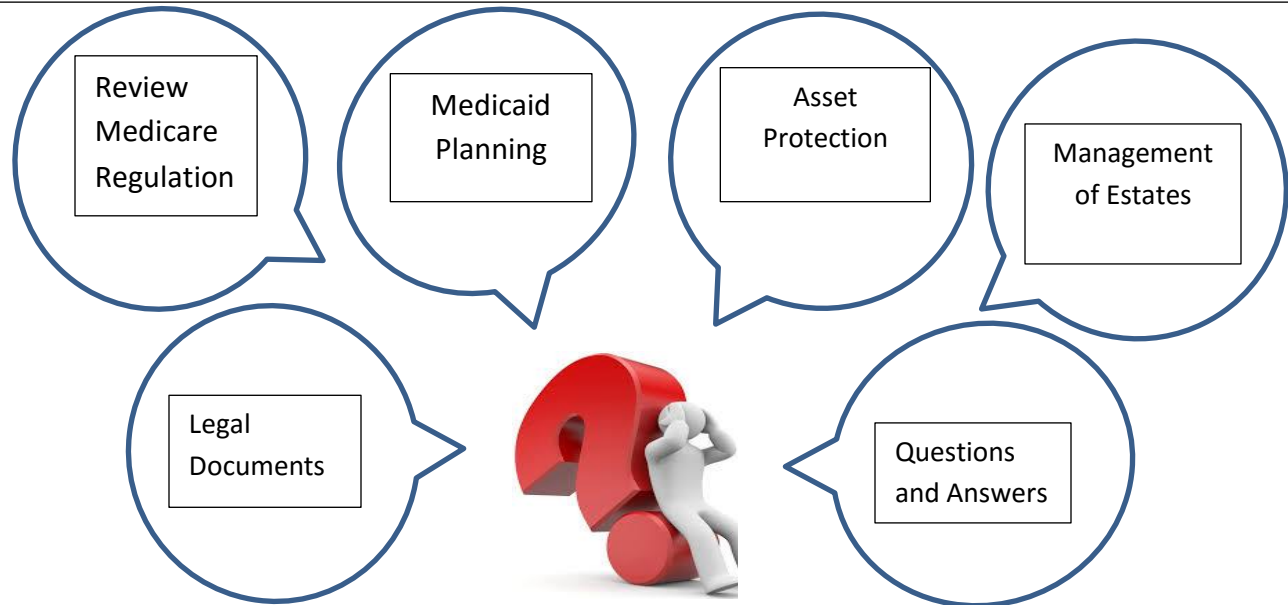 Review
Medicare
Regulation
Medicaid
Planning
Asset
Protection
Management
of Estates
Legal
Documents
Questions
and Answers